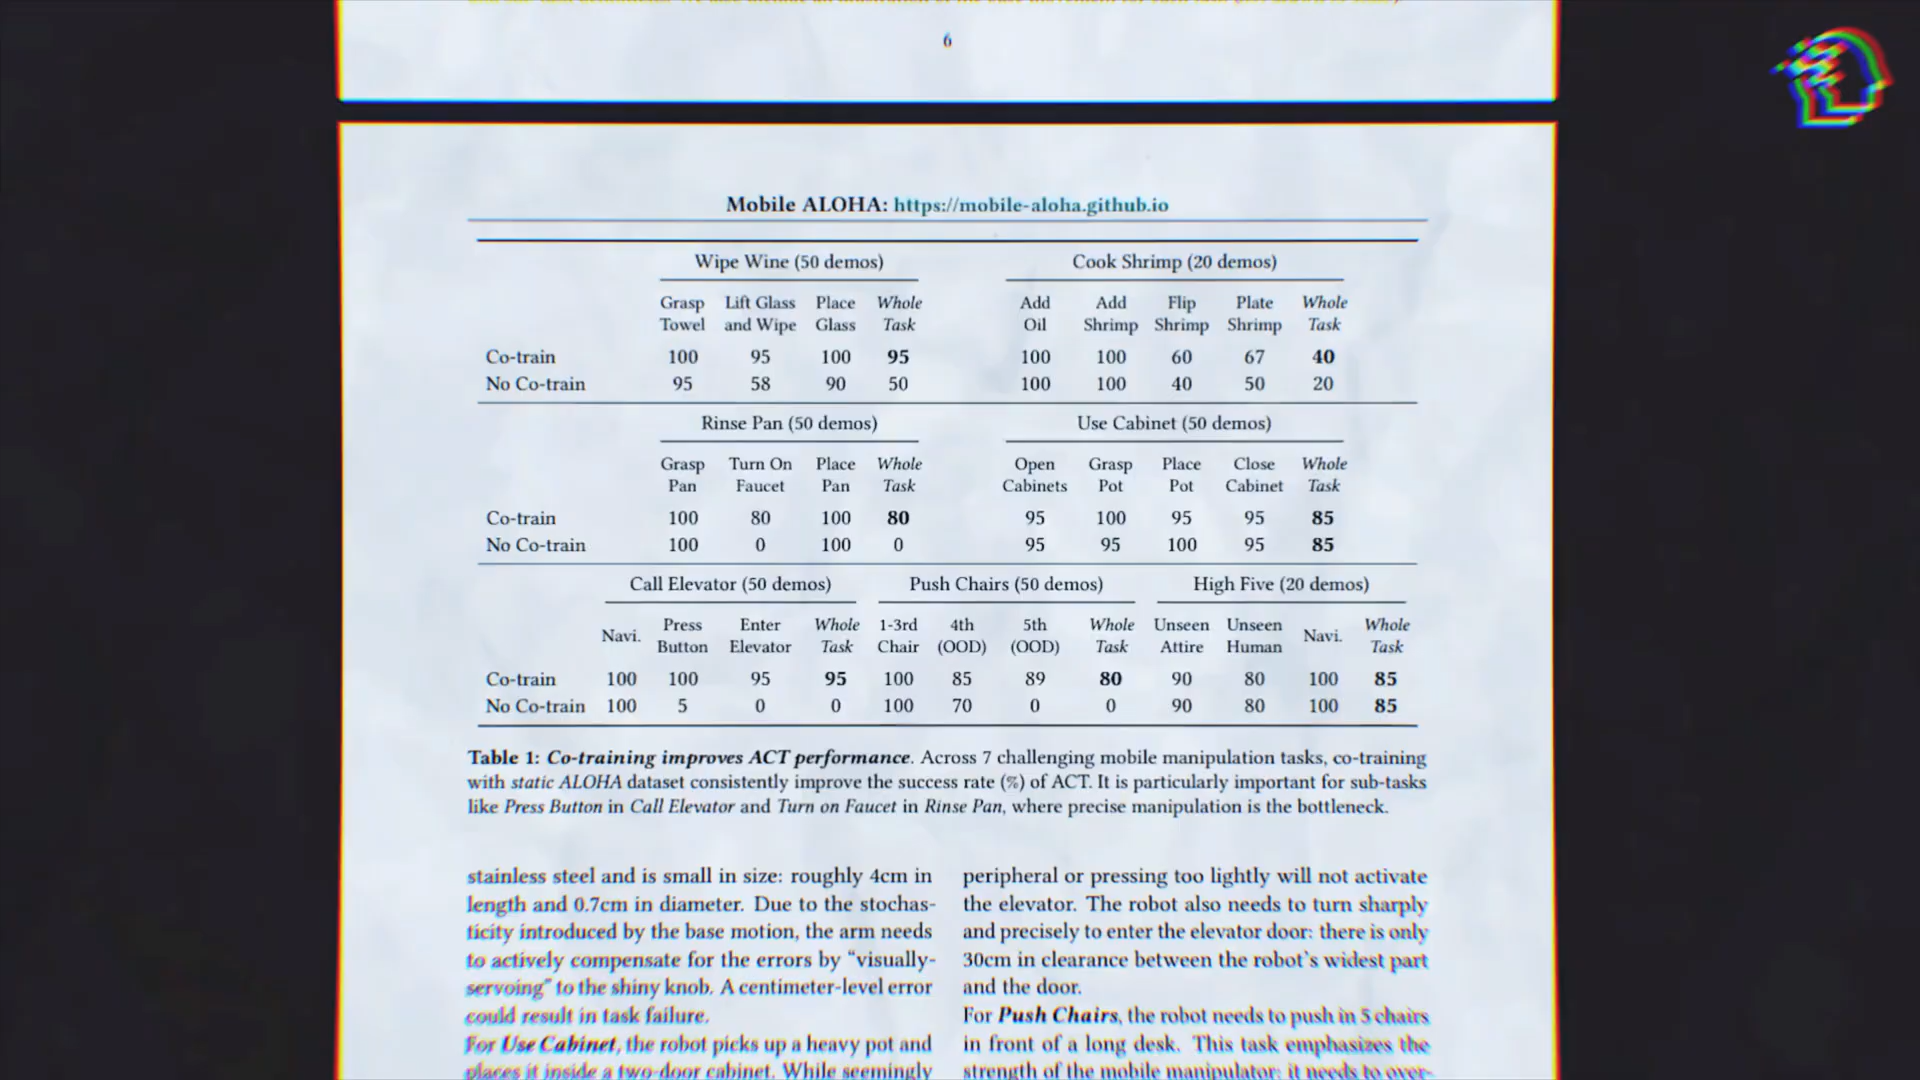 6
Mobile ALOHA: https://mobile-aloha.github.io
Wipe Wine (50 demos) Cook Shrimp (20 demos)
Grasp Lift Glass Place Whole Add Add Flip Plate Whole
Towel and Wipe Glass Task Oil Shrimp Shrimp Shrimp Task
Co-train 100 95 100 95 100 100 60 67 40
No Co-train 95 58 90 50 100 100 40 50 20
Rinse Pan (50 demos) Use Cabinet (50 demos)
Grasp Turn On Place Whole Open Grasp Place Close Whole
Pan Faucet Pan Task Cabinets Pot Pot Cabinet Task
Co-train 100 80 100 80 95 100 95 95 85
No Co-train 100 0 100 0 95 95 100 95 85
Call Elevator (50 demos) Push Chairs (50 demos) High Five (20 demos)
Navi. Press Enter Whole 1-3rd 4th 5th Whole Unseen Unseen Navi. Whole
Button Elevator Task Chair (OOD) (OOD) Task Attire Human Task
Co-train 100 100 95 95 100 85 89 80 90 80 100 85
No Co-train 100 5 0 0 100 70 0 0 90 80 100 85
Table 1: Co-training improves ACT performance. Across 7 challenging mobile manipulation tasks, co-training
with static ALOHA dataset consistently improve the success rate (%) of ACT. It is particularly important for sub-tasks
like Press Button in Call Elevator and Turn on Faucet in Rinse Pan, where precise manipulation is the bottleneck.
stainless steel and is small in size: roughly 4cm in
length and 0.7cm in diameter. Due to the stochas-
ticity introduced by the base motion, the arm needs
to actively compensate for the errors by “visually-
servoing” to the shiny knob. A centimeter-level error
could result in task failure.
For Use Cabinet, the robot picks up a heavy pot and
places it inside a two-door cabinet. While seemingly
peripheral or pressing too lightly will not activate
the elevator. The robot also needs to turn sharply
and precisely to enter the elevator door: there is only
30cm in clearance between the robot's widest part
and the door.
For Push Chairs, the robot needs to push in 5 chairs
in front of a long desk. This task emphasizes the
strength of the mobile manipulator: it needs to over-